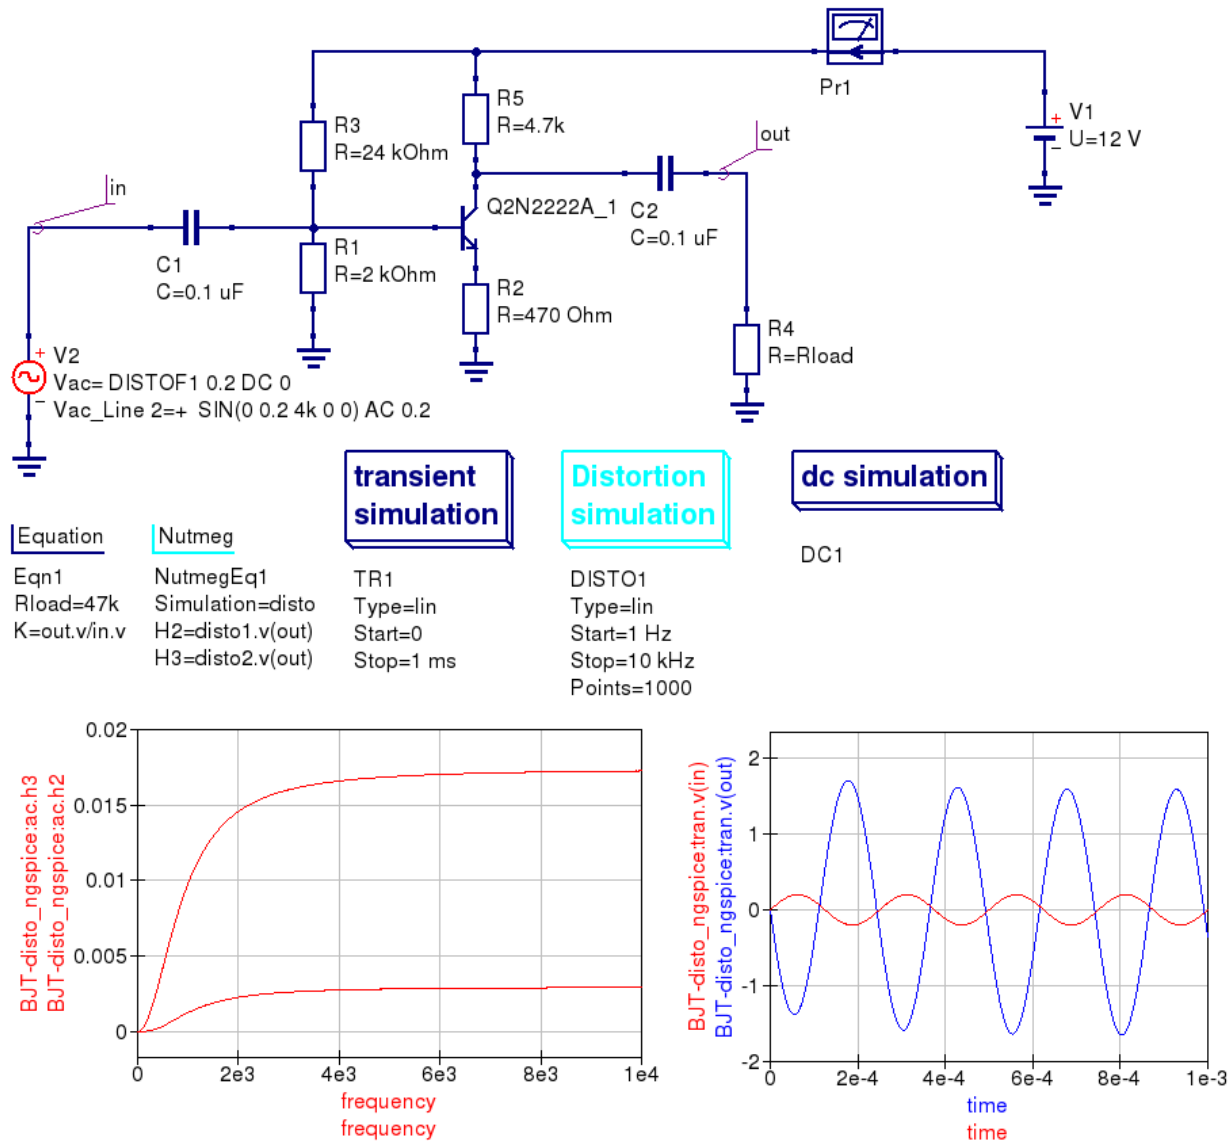 Pr1
V1
U=12 V
R5
R=4.7k
R3
R=24 kOhm
out
in
Q2N2222A_1
C2
C=0.1 uF
C1
C=0.1 uF
R1
R=2 kOhm
R2
R=470 Ohm
R4
R=Rload
V2
Vac= DISTOF1 0.2 DC 0
Vac_Line 2=+ SIN(0 0.2 4k 0 0) AC 0.2
transient
simulation
Distortion
simulation
dc simulation
Equation
Eqn1
Rload=47k
K=out.v/in.v
Nutmeg
NutmegEq1
Simulation=disto
H2=disto1.v(out)
H3=disto2.v(out)
TR1
Type=lin
Start=0
Stop=1 ms
DISTO1
Type=lin
Start=1 Hz
Stop=10 kHz
Points=1000
DC1
BJT-disto_ngspice:ac.h3
BJT-disto_ngspice:ac.h2
0.02
0.015
0.01
0.005
0
0 2e3 4e3 6e3 8e3 1e4
frequency
frequency
BJT-disto_ngspice:tran.v(in)
BJT-disto_ngspice:tran.v(out)
2
1
0
-1
-2
0 2e-4 4e-4 6e-4 8e-4 1e-3
time
time